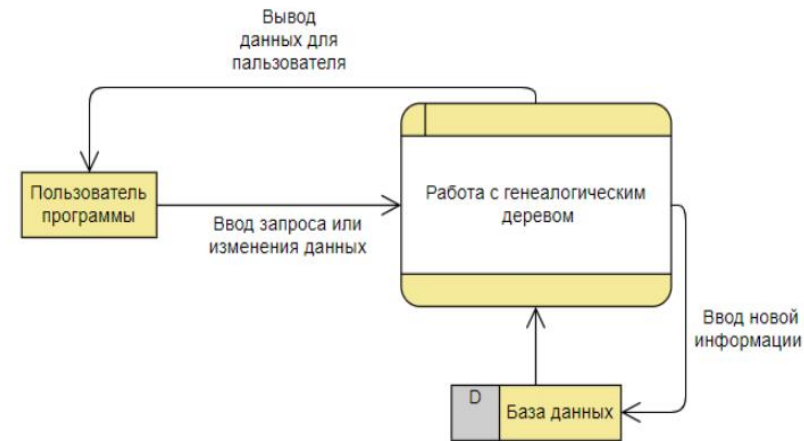 Вывод
данных для
пальзователя
Пользователь
программы
Ввод запроса или
изменения данных
Работа с генеалогическим
деревом
Ввод новой
информации
D
База данных